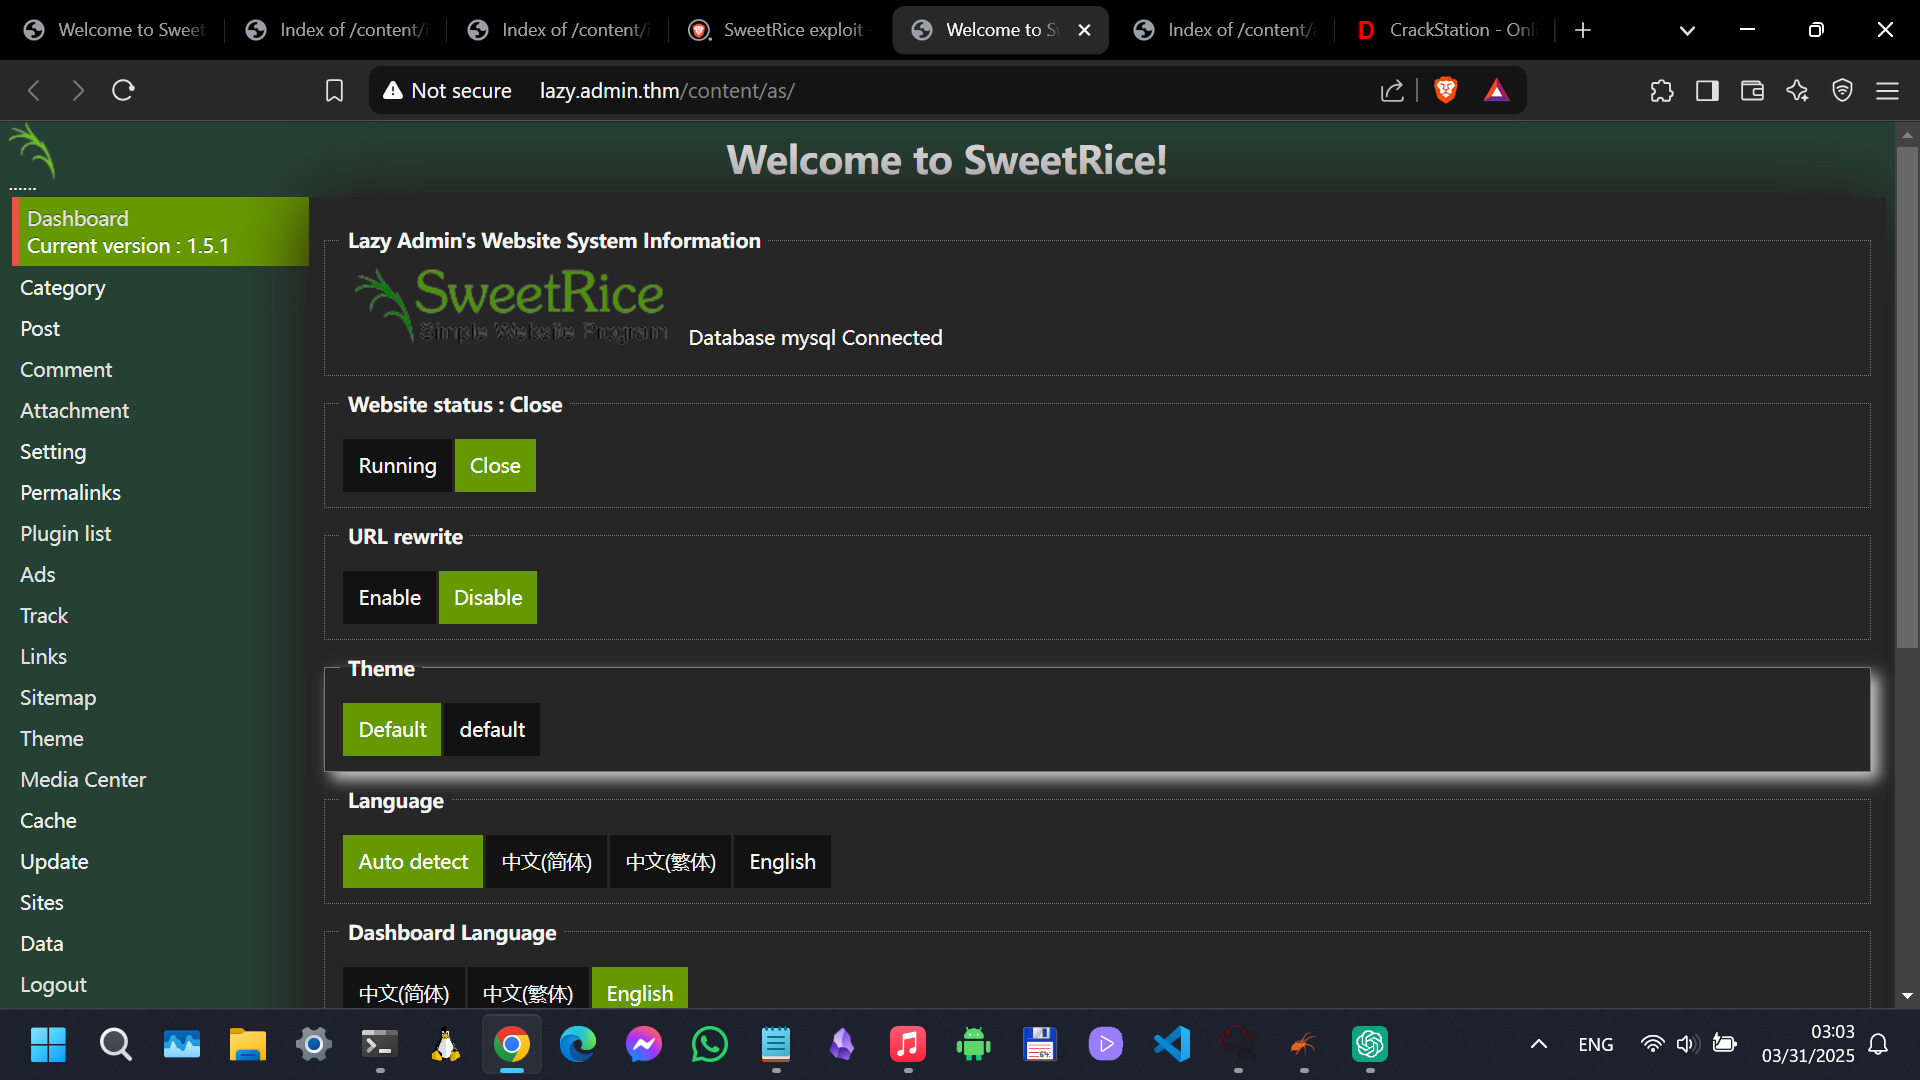 Welcome to Sweet
Index of /content/i
Index of /content/i
SweetRice exploit
Welcome to S
Index of /content/a
CrackStation - Onli
Not secure
lazy.admin.thm/content/as/
Welcome to SweetRice!
......
Dashboard
Current version : 1.5.1
Category
Post
Comment
Attachment
Setting
Permalinks
Plugin list
Ads
Track
Links
Sitemap
Theme
Media Center
Cache
Update
Sites
Data
Logout
Lazy Admin's Website System Information
SweetRice
Simple Website Program
Database mysql Connected
Website status : Close
Running
Close
URL rewrite
Enable
Disable
Theme
Default
default
Language
Auto detect
中文(简体)
中文(繁体)
English
Dashboard Language
中文(简体)
中文(繁体)
English
64
ENG
03:03
03/31/2025